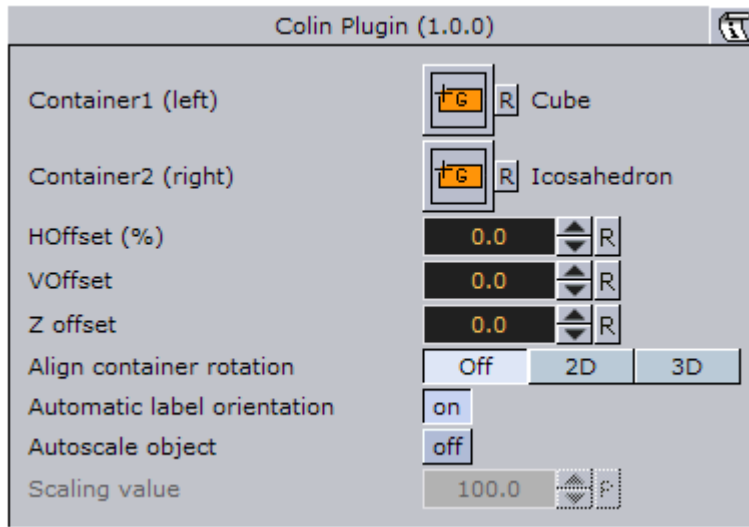 Colin Plugin (1.0.0)
Container1 (left) G R Cube
Container2 (right) G R Icosahedron
HOffset (%) 0.0 R
VOffset 0.0 R
Z offset 0.0 R
Align container rotation Off 2D 3D
Automatic label orientation on
Autoscale object off
Scaling value 100.0